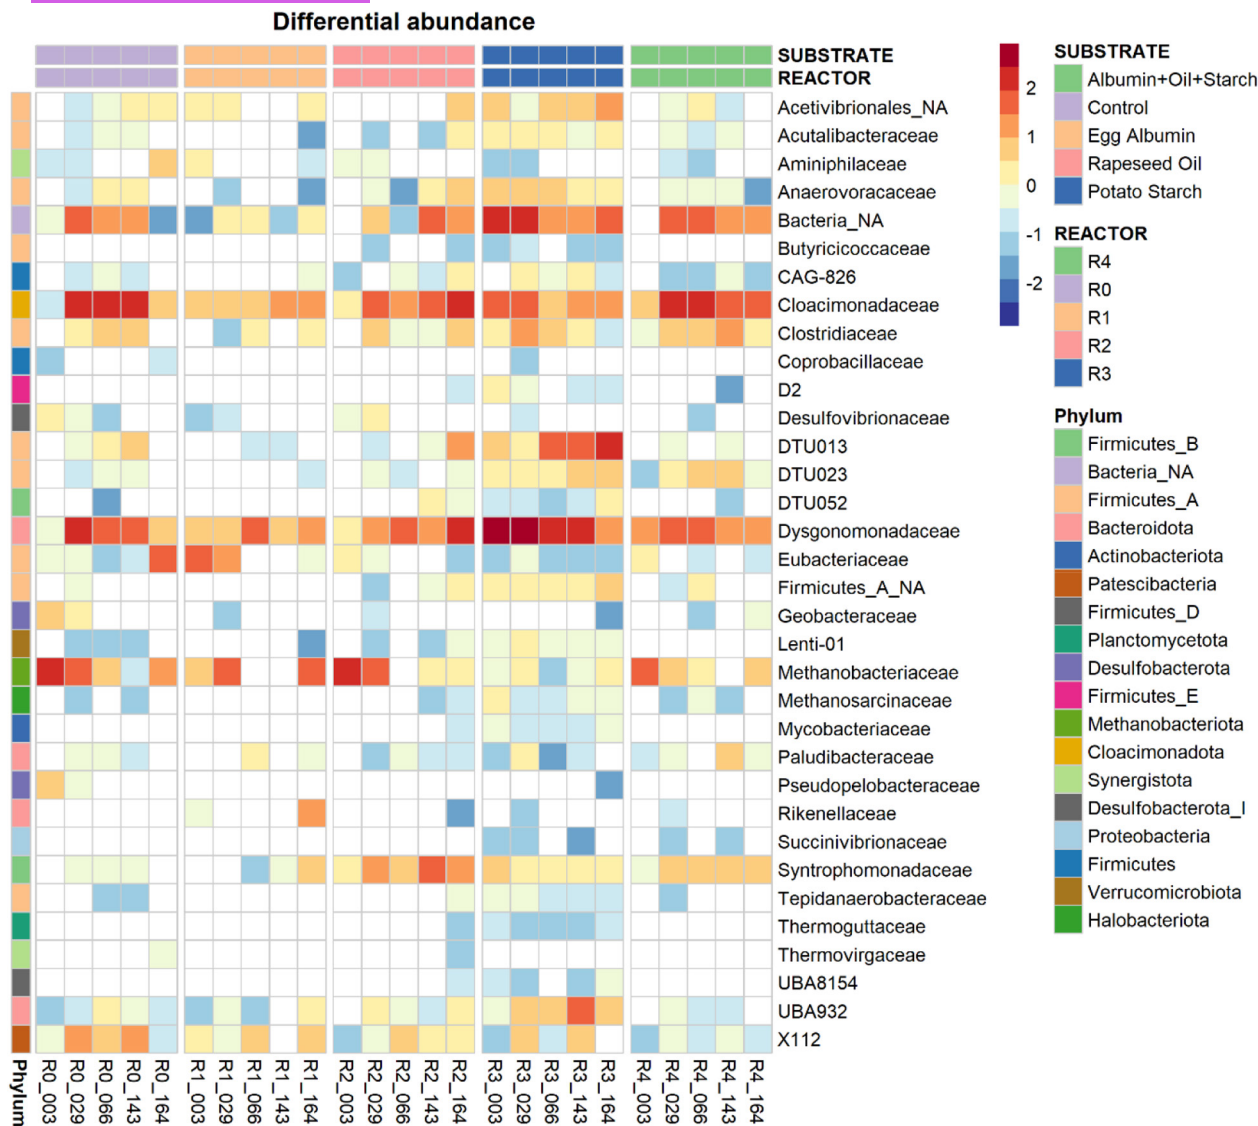 Differential abundance
SUBSTRATE
REACTOR
Acetivibrionales_NA
Acutalibacteraceae
Aminiphilaceae
Anaerovoracaceae
Bacteria_NA
Butyricicoccaceae
CAG-826
Cloacimonadaceae
Clostridiaceae
Coprobacillaceae
D2
Desulfovibrionaceae
DTU013
DTU023
DTU052
Dysgonomonadaceae
Eubacteriaceae
Firmicutes_A_NA
Geobacteraceae
Lenti-01
Methanobacteriaceae
Methanosarcinaceae
Mycobacteriaceae
Paludibacteraceae
Pseudopelobacteraceae
Rikenellaceae
Succinivibrionaceae
Syntrophomonadaceae
Tepidanaerobacteraceae
Thermoguttaceae
Thermovirgaceae
UBA8154
UBA932
X112
Phylum
R0_003
R0_029
R0_066
R0_143
R0_164
R1_003
R1_029
R1_066
R1_143
R1_164
R2_003
R2_029
R2_066
R2_143
R2_164
R3_003
R3_029
R3_066
R3_143
R3_164
R4_003
R4_029
R4_066
R4_143
R4_164
2
1
0
-1
-2
SUBSTRATE
Albumin+Oil+Starch
Control
Egg Albumin
Rapeseed Oil
Potato Starch
REACTOR
R4
R0
R1
R2
R3
Phylum
Firmicutes_B
Bacteria_NA
Firmicutes_A
Bacteroidota
Actinobacteriota
Patescibacteria
Firmicutes_D
Planctomycetota
Desulfobacterota
Firmicutes_E
Methanobacteriota
Cloacimonadota
Synergistota
Desulfobacterota_I
Proteobacteria
Firmicutes
Verrucomicrobiota
Halobacteriota